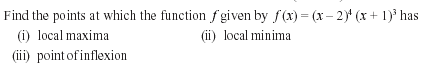 Find the points at which the function f given by f(x) = (x – 2)⁴ (x + 1)³ has
(i) local maxima (ii) local minima
(iii) point of inflexion